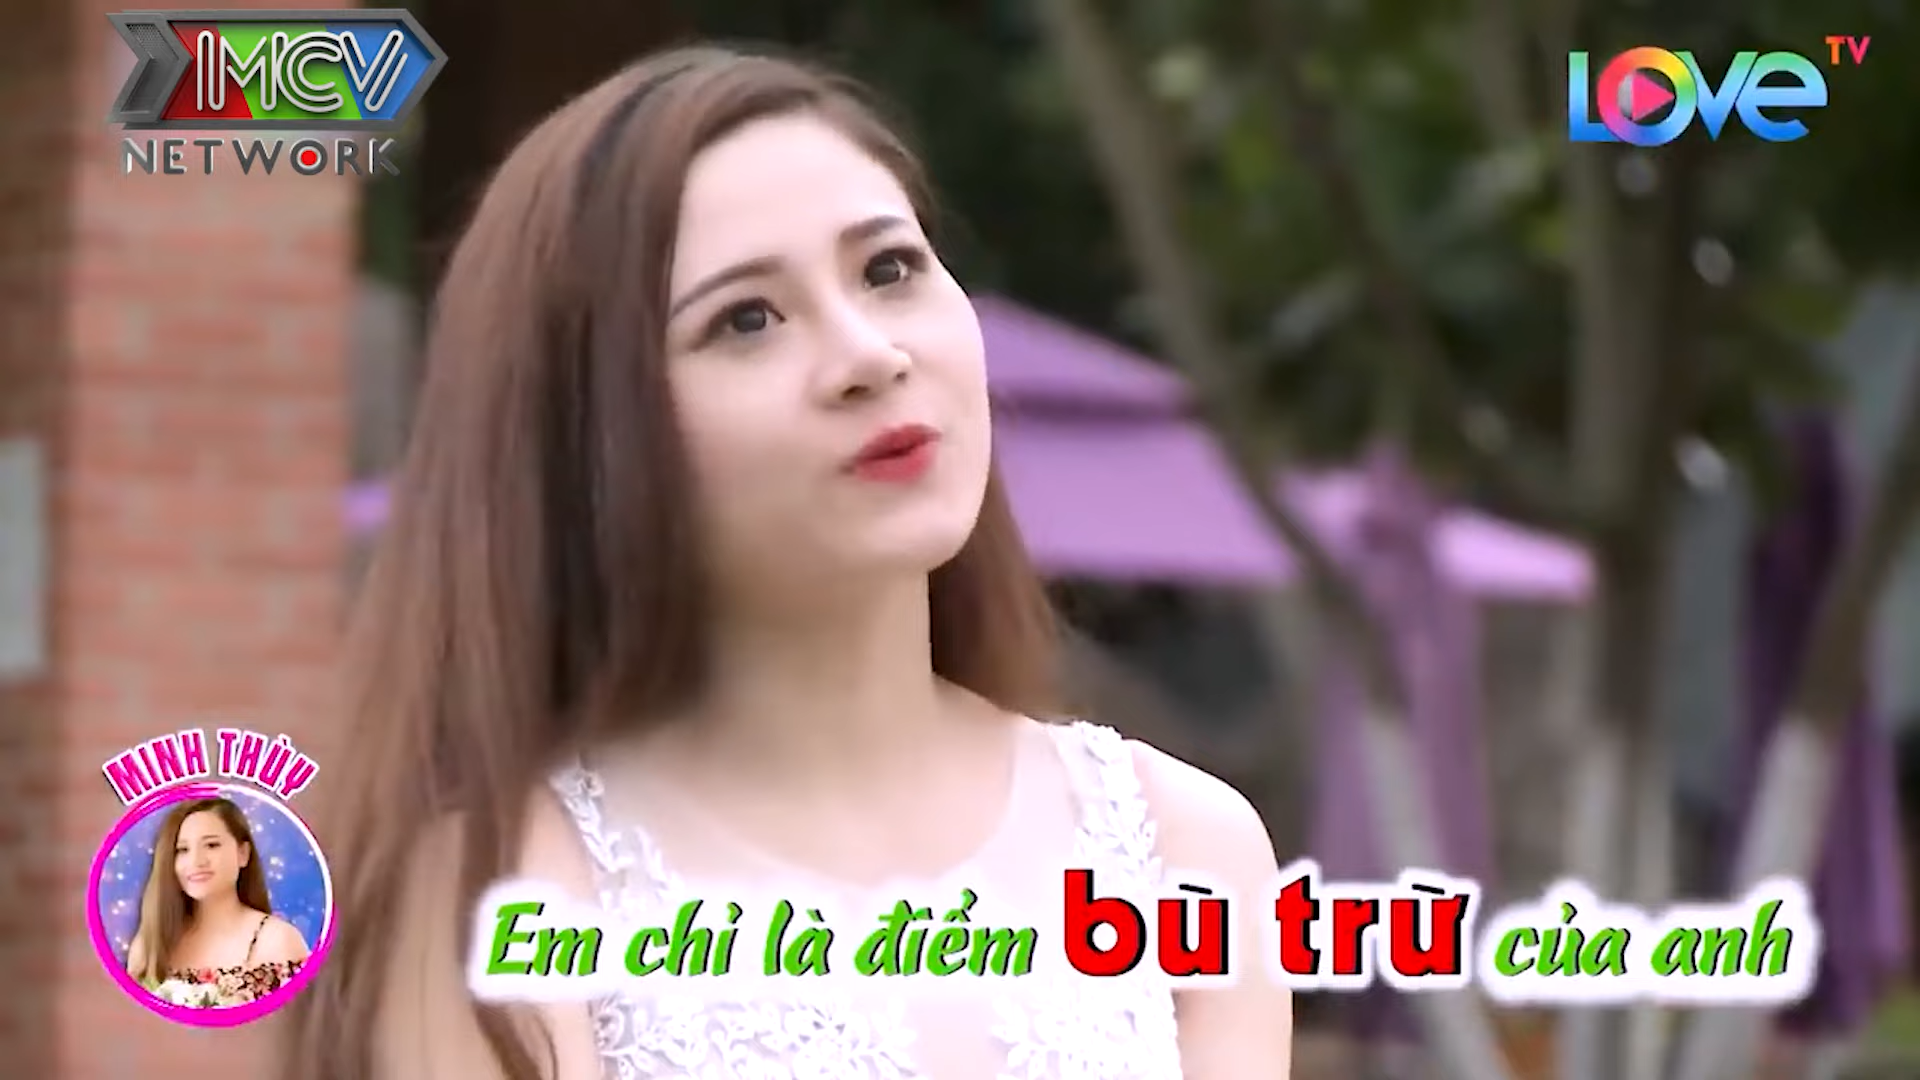 MCV
NETWORK
LOVE TV
MINH THÙY
Em chỉ là điểm bù trừ của anh